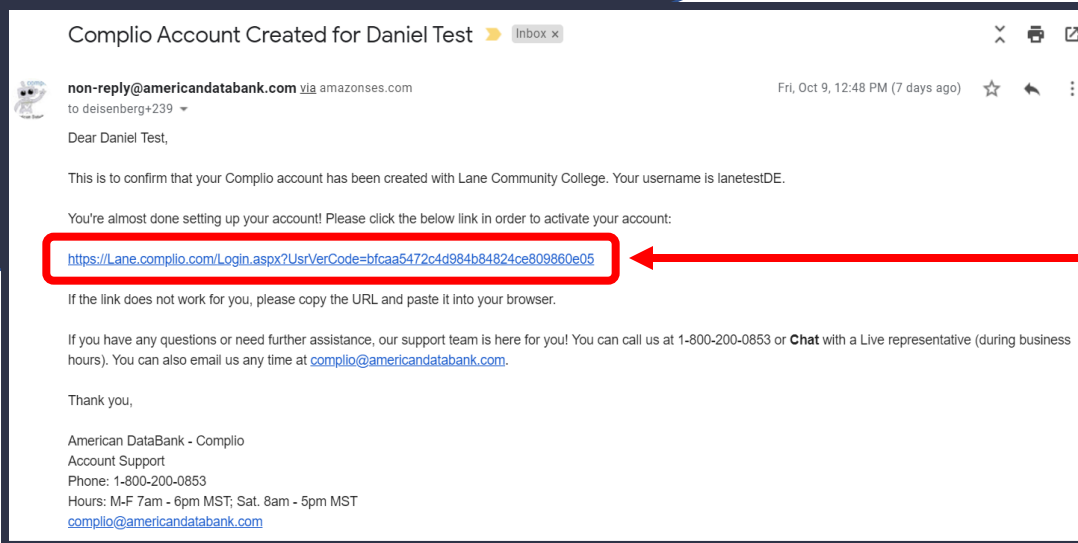 Complio Account Created for Daniel Test Inbox x
non-reply@americandatabank.com via amazonses.com Fri, Oct 9, 12:48 PM (7 days ago)
to deisenberg+239
Dear Daniel Test,
This is to confirm that your Complio account has been created with Lane Community College. Your username is lanetestDE.
You're almost done setting up your account! Please click the below link in order to activate your account:
https://Lane.complio.com/Login.aspx?UsrVerCode=bfcaa5472c4d984b84824ce809860e05
If the link does not work for you, please copy the URL and paste it into your browser.
If you have any questions or need further assistance, our support team is here for you! You can call us at 1-800-200-0853 or Chat with a Live representative (during business
hours). You can also email us any time at complio@americandatabank.com.
Thank you,
American DataBank - Complio
Account Support
Phone: 1-800-200-0853
Hours: M-F 7am - 6pm MST; Sat. 8am - 5pm MST
complio@americandatabank.com